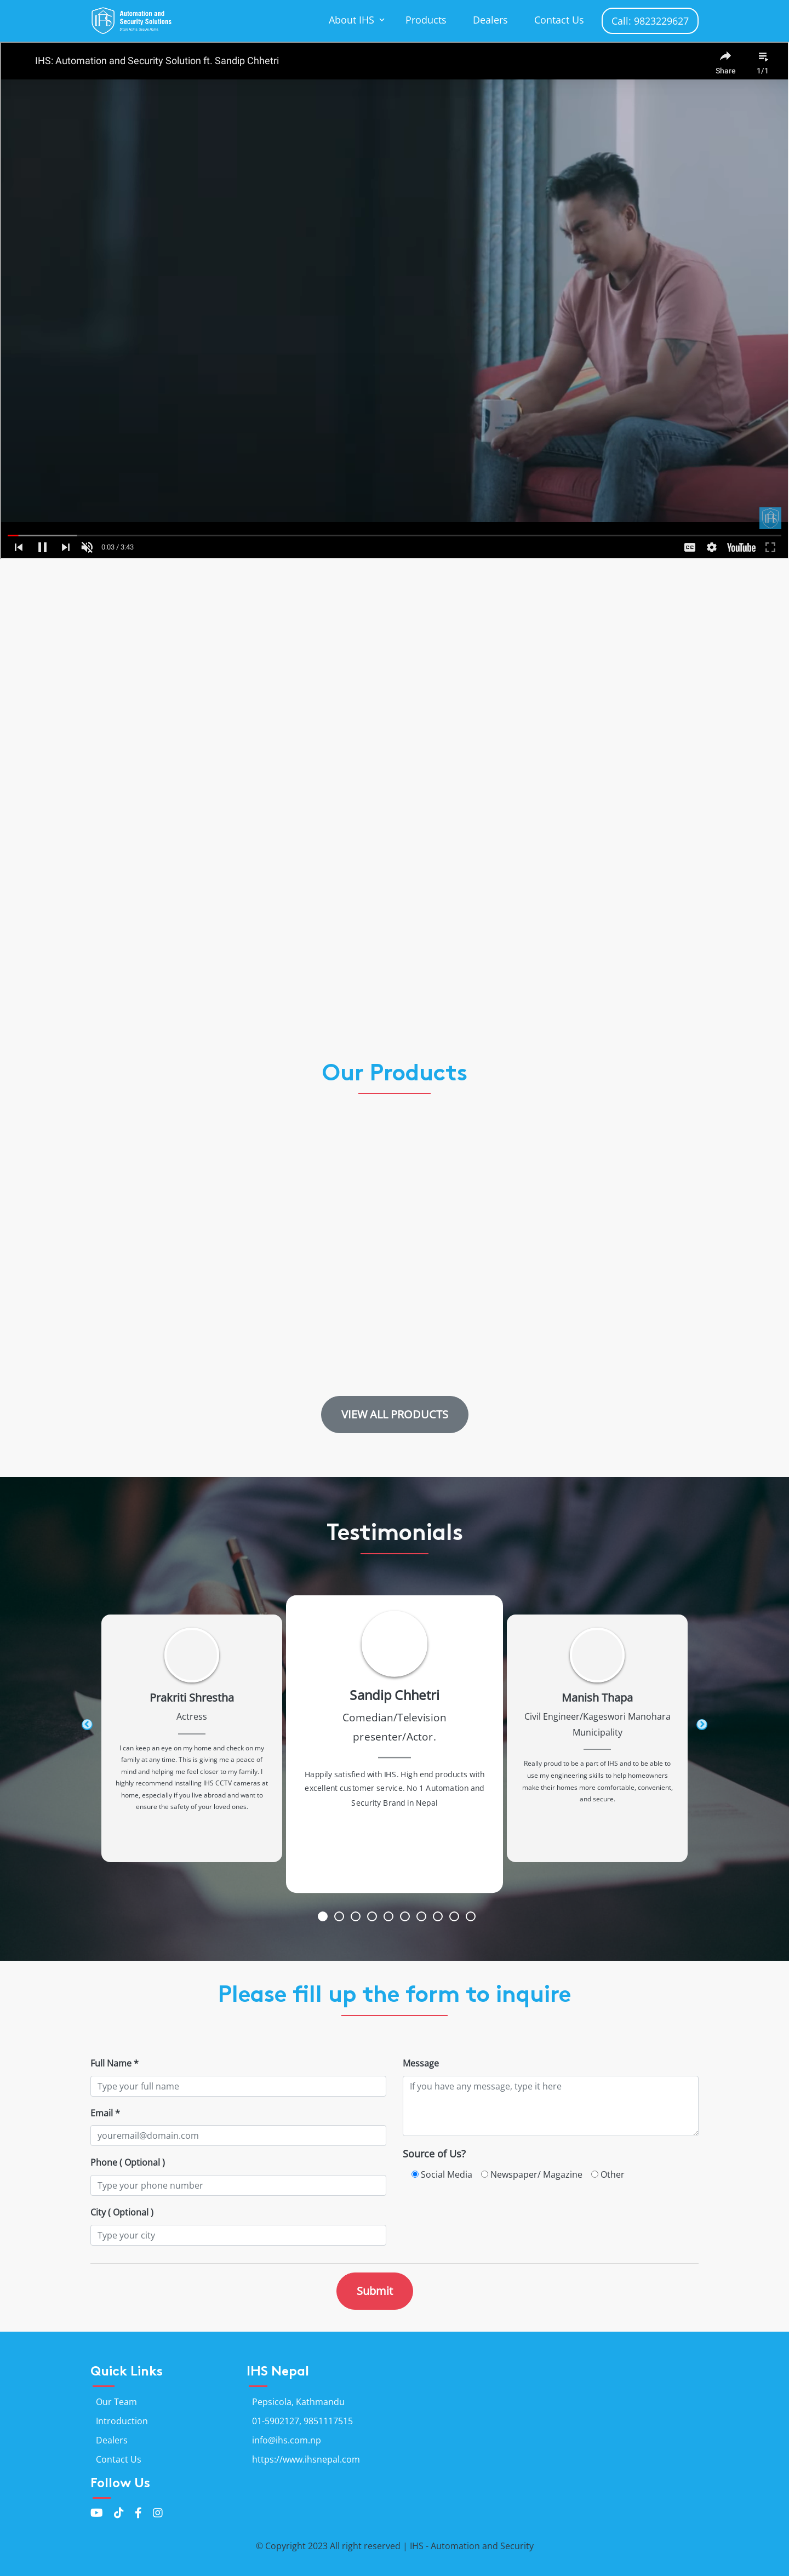 Automation and
Security Solutions
About IHS
Products
Dealers
Contact Us
Call: 9823229627
IHS: Automation and Security Solution ft. Sandip Chhetri
Share
1/1
0:03 / 3:43
CC
YouTube
Our Products
VIEW ALL PRODUCTS
Testimonials
Prakriti Shrestha
Actress
I can keep an eye on my home and check on my
family at any time. This is giving me a peace of
mind and helping me feel closer to my family. I
highly recommend installing IHS CCTV cameras at
home, especially if you live abroad and want to
ensure the safety of your loved ones.
Sandip Chhetri
Comedian/Television
presenter/Actor.
Happily satisfied with IHS. High end products with
excellent customer service. No 1 Automation and
Security Brand in Nepal
Manish Thapa
Civil Engineer/Kageswori Manohara
Municipality
Really proud to be a part of IHS and to be able to
use my engineering skills to help homeowners
make their homes more comfortable, convenient,
and secure.
Please fill up the form to inquire
Full Name *
Type your full name
Email *
youremail@domain.com
Phone ( Optional )
Type your phone number
City ( Optional )
Type your city
Message
If you have any message, type it here
Source of Us?
Social Media
Newspaper/ Magazine
Other
Submit
Quick Links
Our Team
Introduction
Dealers
Contact Us
IHS Nepal
Pepsicola, Kathmandu
01-5902127, 9851117515
info@ihs.com.np
https://www.ihsnepal.com
Follow Us
© Copyright 2023 All right reserved | IHS - Automation and Security